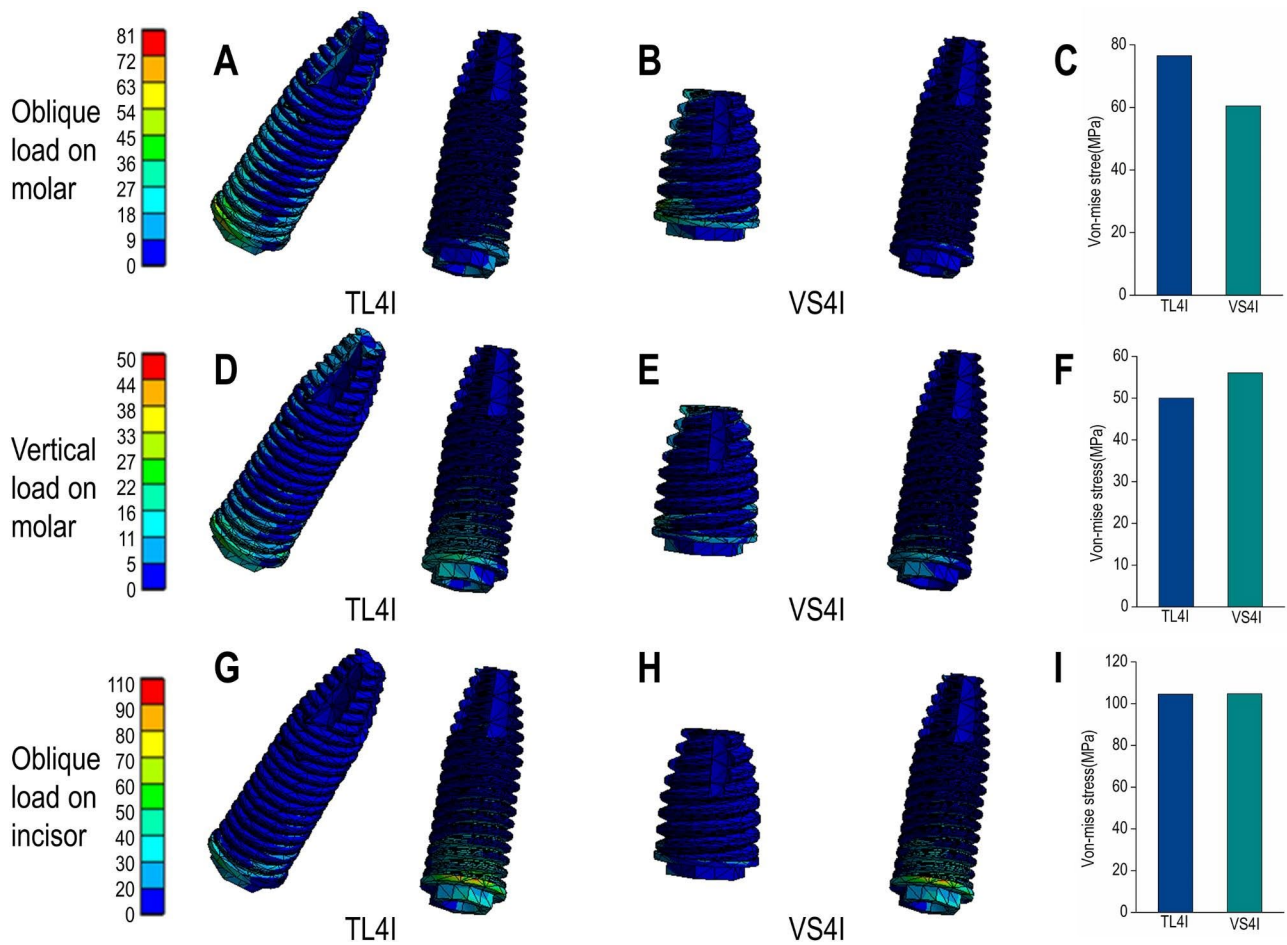 Oblique
load on
molar
81
72
63
54
45
36
27
18
9
0
A
TL4I
B
VS4I
C
Von-mise stree(MPa)
80
60
40
20
0
TL4I
VS4I
Vertical
load on
molar
50
44
38
33
27
22
16
11
5
0
D
TL4I
E
VS4I
F
Von-mise stress(MPa)
60
50
40
30
20
10
0
TL4I
VS4I
Oblique
load on
incisor
110
90
80
70
60
50
40
30
20
0
G
TL4I
H
VS4I
I
Von-mise stress(MPa)
120
100
80
60
40
20
0
TL4I
VS4I